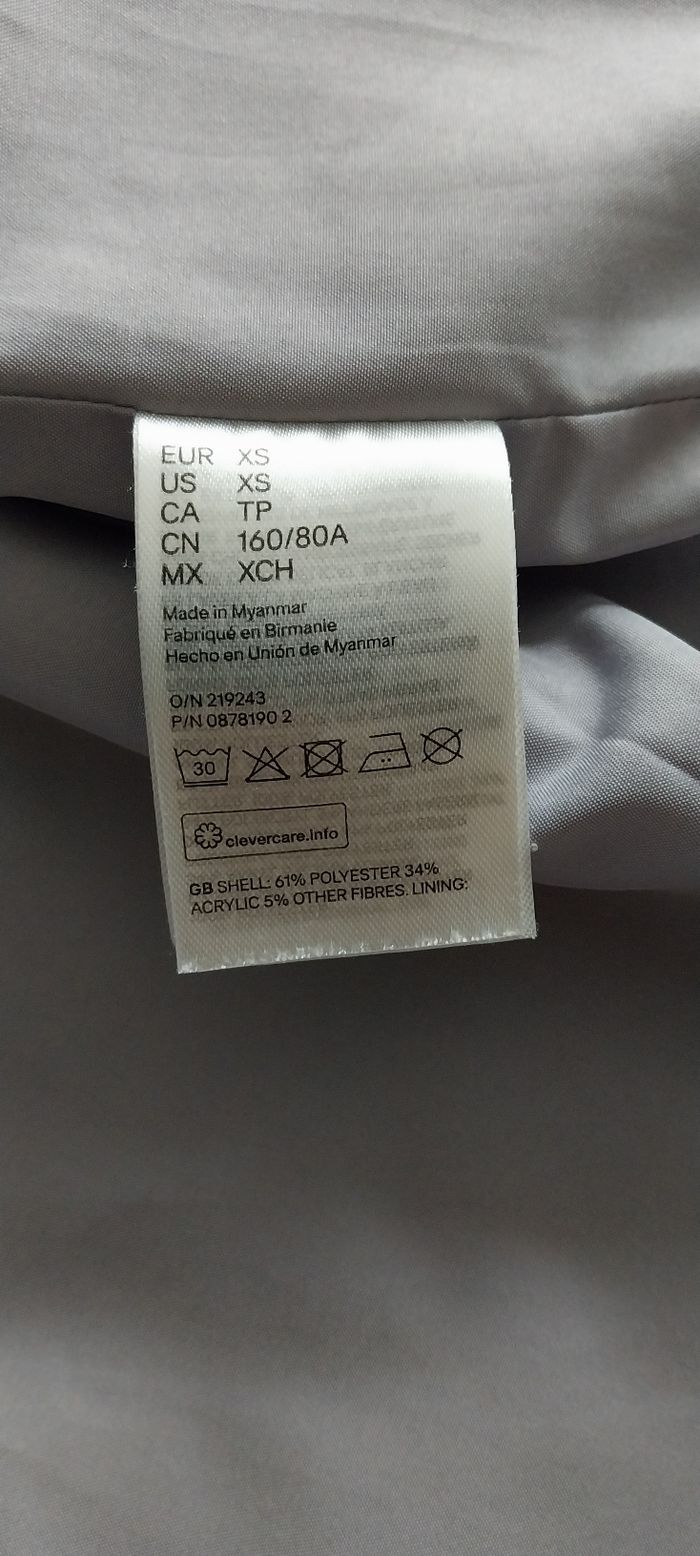 EUR XS
US XS
CA TP
CN 160/80A
MX XCH
Made in Myanmar
Fabriqué en Birmanie
Hecho en Unión de Myanmar
O/N 219243
P/N 0878190 2
30
clevercare.info
GB SHELL: 61% POLYESTER 34%
ACRYLIC 5% OTHER FIBRES. LINING: